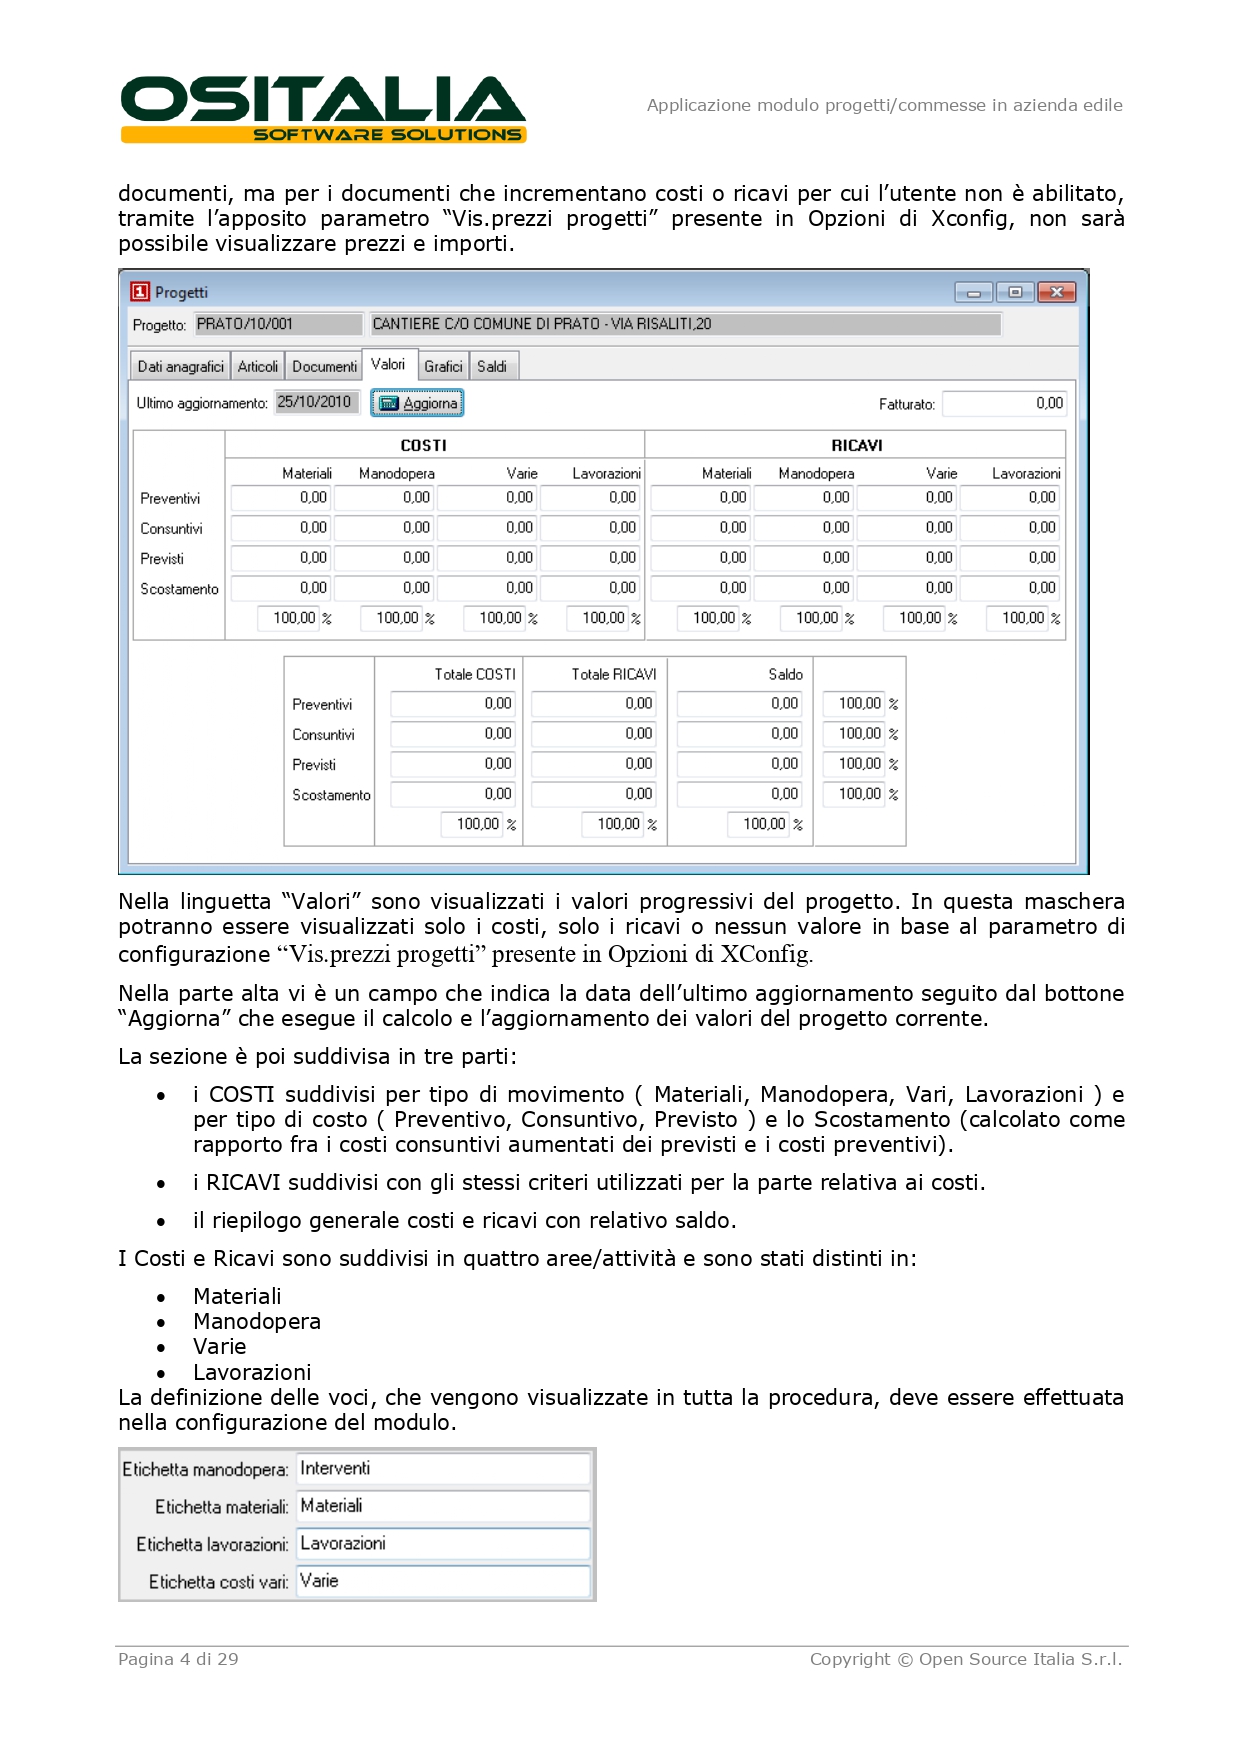 OSITALIA
SOFTWARE SOLUTIONS
Applicazione modulo progetti/commesse in azienda edile
documenti, ma per i documenti che incrementano costi o ricavi per cui l’utente non è abilitato,
tramite l’apposito parametro “Vis.prezzi progetti” presente in Opzioni di Xconfig, non sarà
possibile visualizzare prezzi e importi.
1 Progetti
Progetto: PRATO/10/001 CANTIERE C/O COMUNE DI PRATO - VIA RISALITI,20
Dati anagrafici Articoli Documenti Valori Grafici Saldi
Ultimo aggiornamento: 25/10/2010 Aggiorna Fatturato: 0,00
COSTI RICAVI
Materiali Manodopera Varie Lavorazioni Materiali Manodopera Varie Lavorazioni
Preventivi 0,00 0,00 0,00 0,00 0,00 0,00 0,00 0,00
Consuntivi 0,00 0,00 0,00 0,00 0,00 0,00 0,00 0,00
Previsti 0,00 0,00 0,00 0,00 0,00 0,00 0,00 0,00
Scostamento 0,00 0,00 0,00 0,00 0,00 0,00 0,00 0,00
100,00 % 100,00 % 100,00 % 100,00 % 100,00 % 100,00 % 100,00 % 100,00 %
Totale COSTI Totale RICAVI Saldo
Preventivi 0,00 0,00 0,00 100,00 %
Consuntivi 0,00 0,00 0,00 100,00 %
Previsti 0,00 0,00 0,00 100,00 %
Scostamento 0,00 0,00 0,00 100,00 %
100,00 % 100,00 % 100,00 %
Nella linguetta “Valori” sono visualizzati i valori progressivi del progetto. In questa maschera
potranno essere visualizzati solo i costi, solo i ricavi o nessun valore in base al parametro di
configurazione “Vis.prezzi progetti” presente in Opzioni di XConfig.
Nella parte alta vi è un campo che indica la data dell’ultimo aggiornamento seguito dal bottone
“Aggiorna” che esegue il calcolo e l’aggiornamento dei valori del progetto corrente.
La sezione è poi suddivisa in tre parti:
• i COSTI suddivisi per tipo di movimento ( Materiali, Manodopera, Vari, Lavorazioni ) e
per tipo di costo ( Preventivo, Consuntivo, Previsto ) e lo Scostamento (calcolato come
rapporto fra i costi consuntivi aumentati dei previsti e i costi preventivi).
• i RICAVI suddivisi con gli stessi criteri utilizzati per la parte relativa ai costi.
• il riepilogo generale costi e ricavi con relativo saldo.
I Costi e Ricavi sono suddivisi in quattro aree/attività e sono stati distinti in:
• Materiali
• Manodopera
• Varie
• Lavorazioni
La definizione delle voci, che vengono visualizzate in tutta la procedura, deve essere effettuata
nella configurazione del modulo.
Etichetta manodopera: Interventi
Etichetta materiali: Materiali
Etichetta lavorazioni: Lavorazioni
Etichetta costi vari: Varie
Pagina 4 di 29 Copyright © Open Source Italia S.r.l.